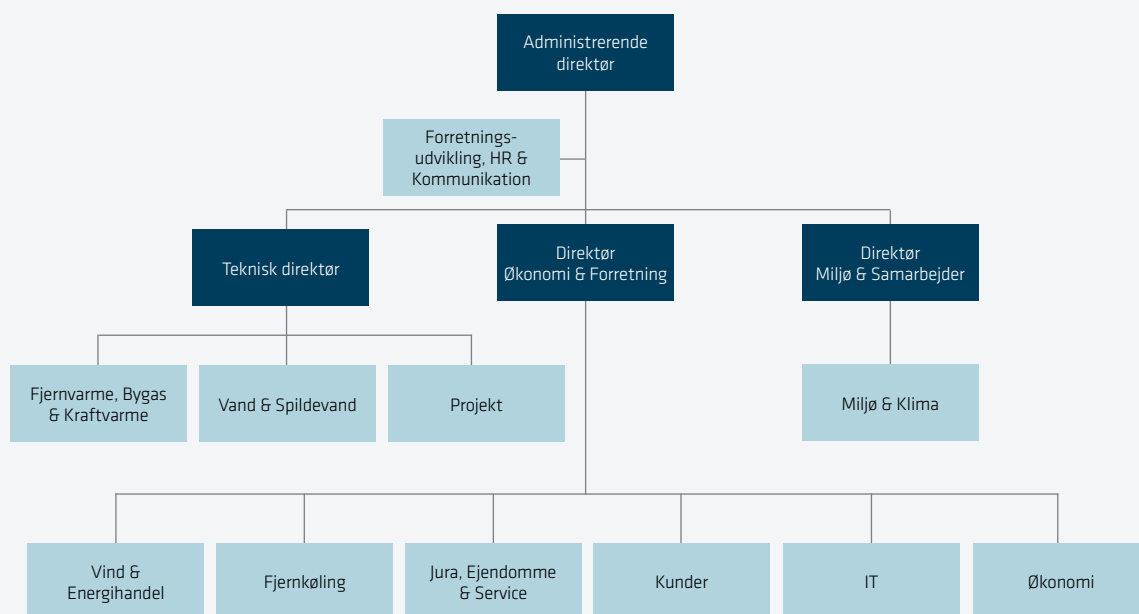 Administrerende
direktør
Forretnings-
udvikling, HR &
Kommunikation
Teknisk direktør
Direktør
Økonomi & Forretning
Direktør
Miljø & Samarbejder
Fjernvarme, Bygas
& Kraftvarme
Vand & Spildevand
Projekt
Miljø & Klima
Vind &
Energihandel
Fjernkøling
Jura, Ejendomme
& Service
Kunder
IT
Økonomi